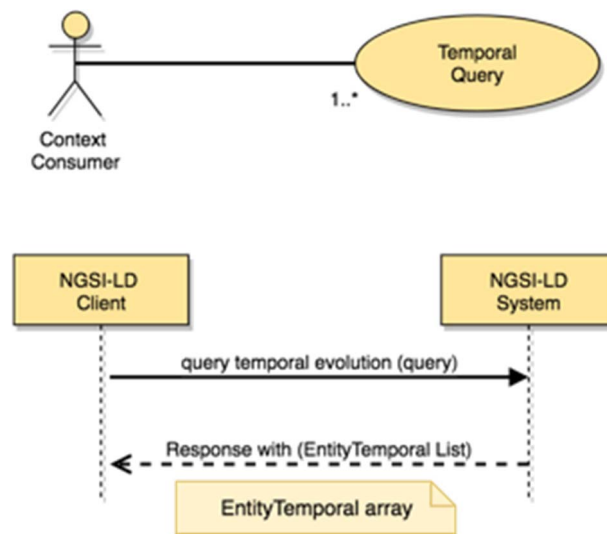 Temporal
Query
1..*
Context
Consumer
NGSI-LD
Client
NGSI-LD
System
query temporal evolution (query)
Response with (EntityTemporal List)
EntityTemporal array